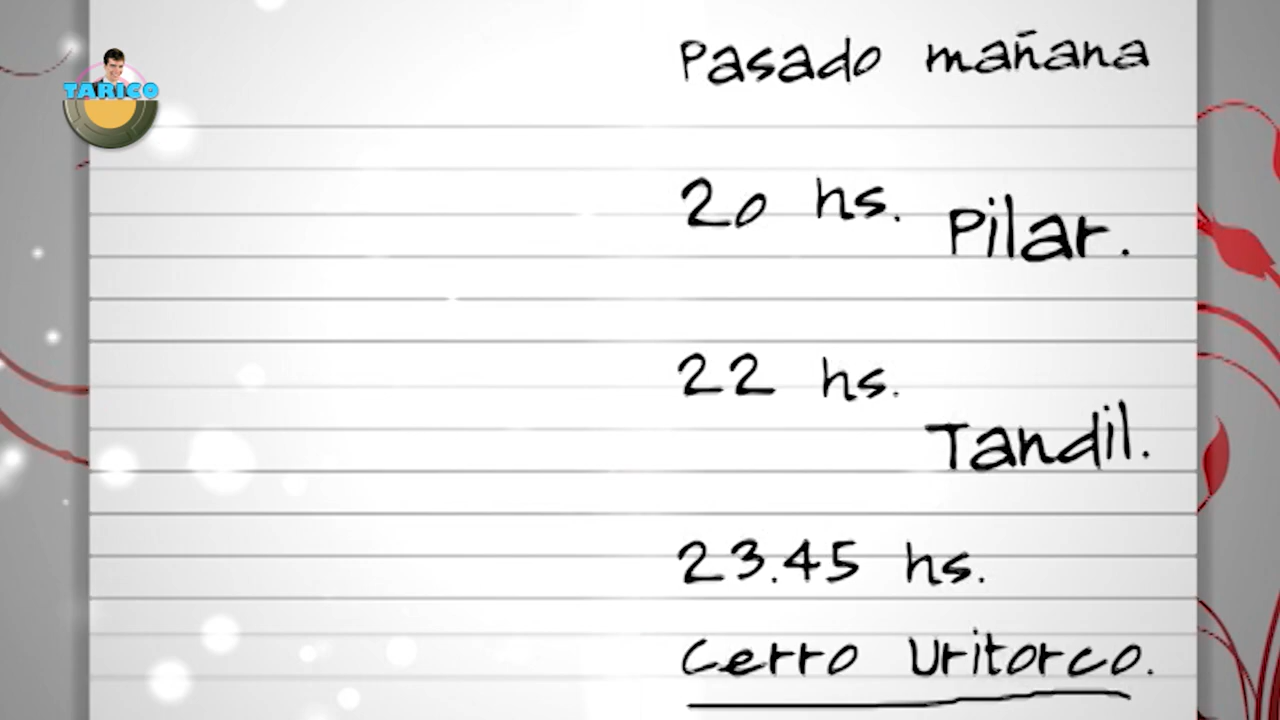 TARICO
Pasado mañana
20 hs. Pilar.
22 hs.
Tandil.
23.45 hs.
Cerro Uritorco.